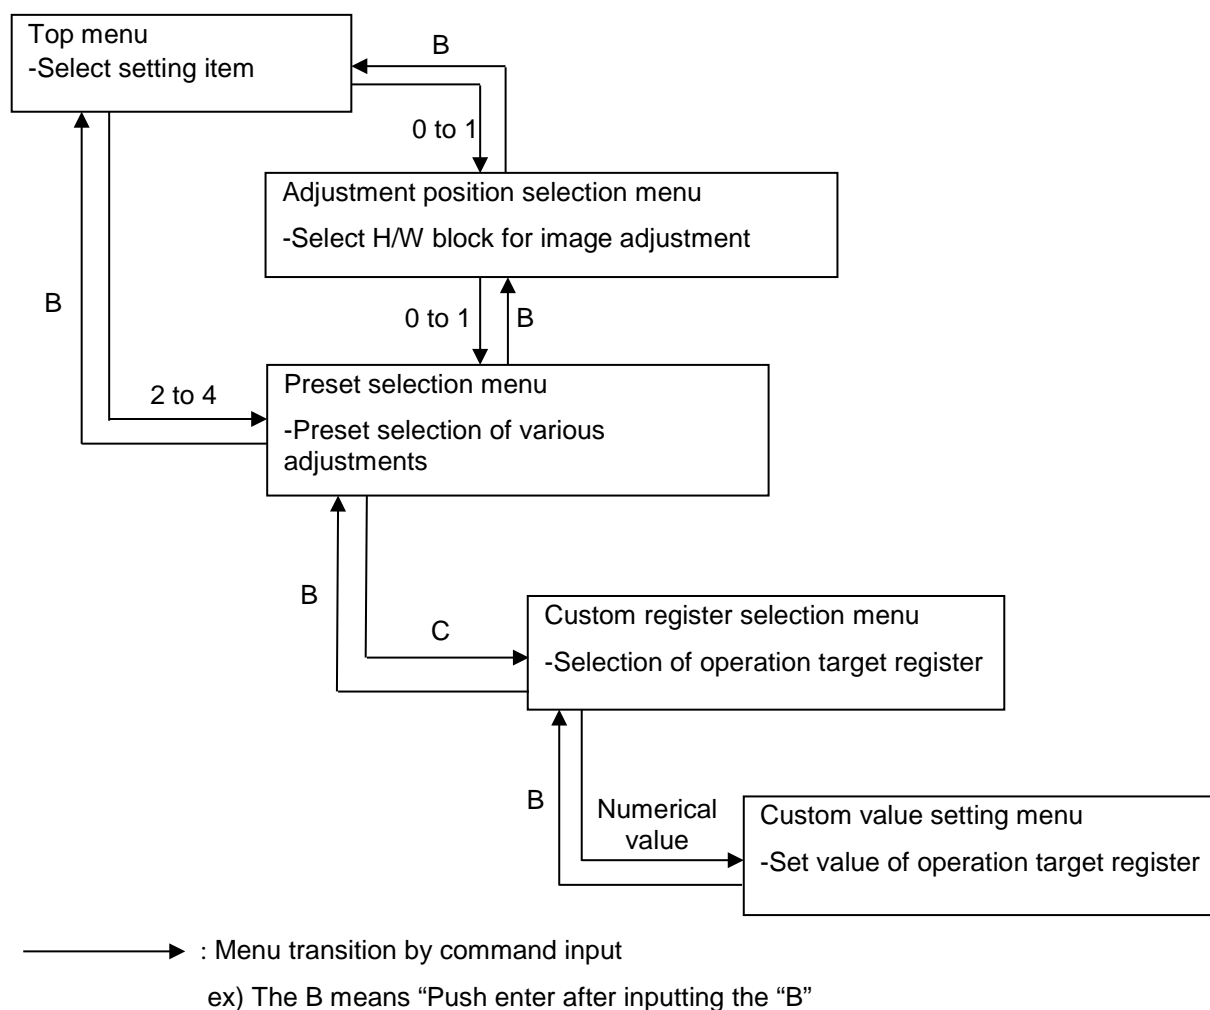 Top menu
-Select setting item
B
0 to 1
Adjustment position selection menu
-Select H/W block for image adjustment
B
0 to 1
B
Preset selection menu
2 to 4
-Preset selection of various
adjustments
B
Custom register selection menu
C
-Selection of operation target register
B
Numerical
value
Custom value setting menu
-Set value of operation target register
: Menu transition by command input
ex) The B means “Push enter after inputting the “B”